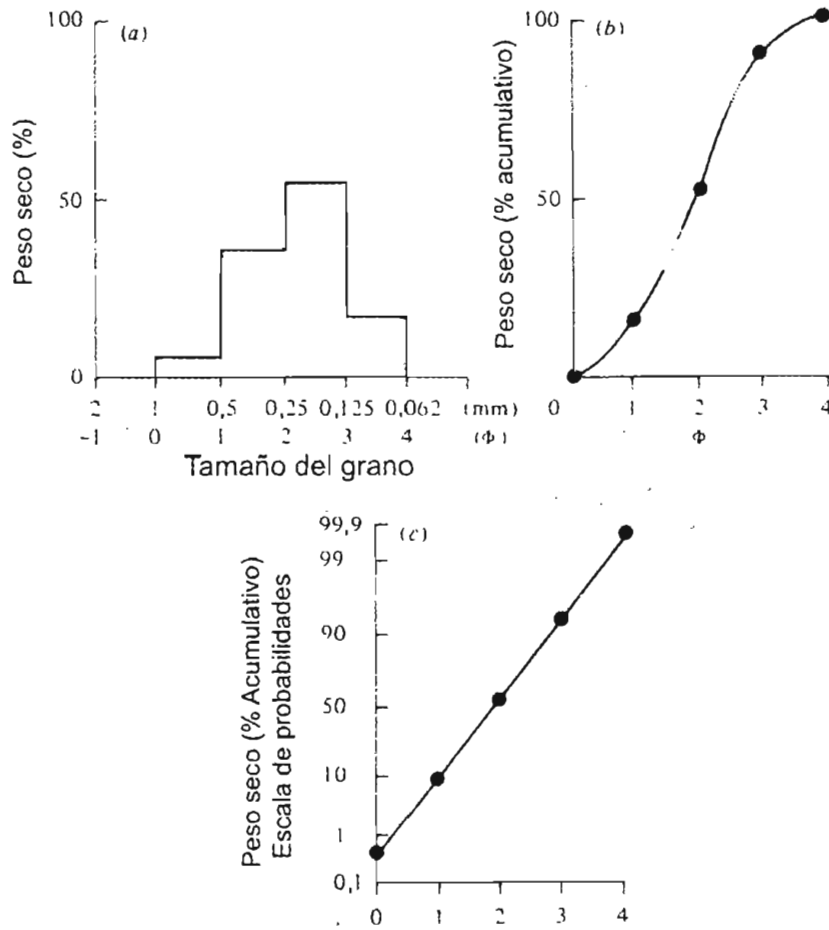 (a)
Peso seco (%)
100
50
0
2 1 0,5 0,25 0,125 0,062 (mm)
-1 0 1 2 3 4 (Φ)
Tamaño del grano
(b)
Peso seco (% acumulativo)
100
50
0 1 2 3 4
Φ
(c)
Peso seco (% Acumulativo)
Escala de probabilidades
99,9
99
90
50
10
1
0,1
0 1 2 3 4